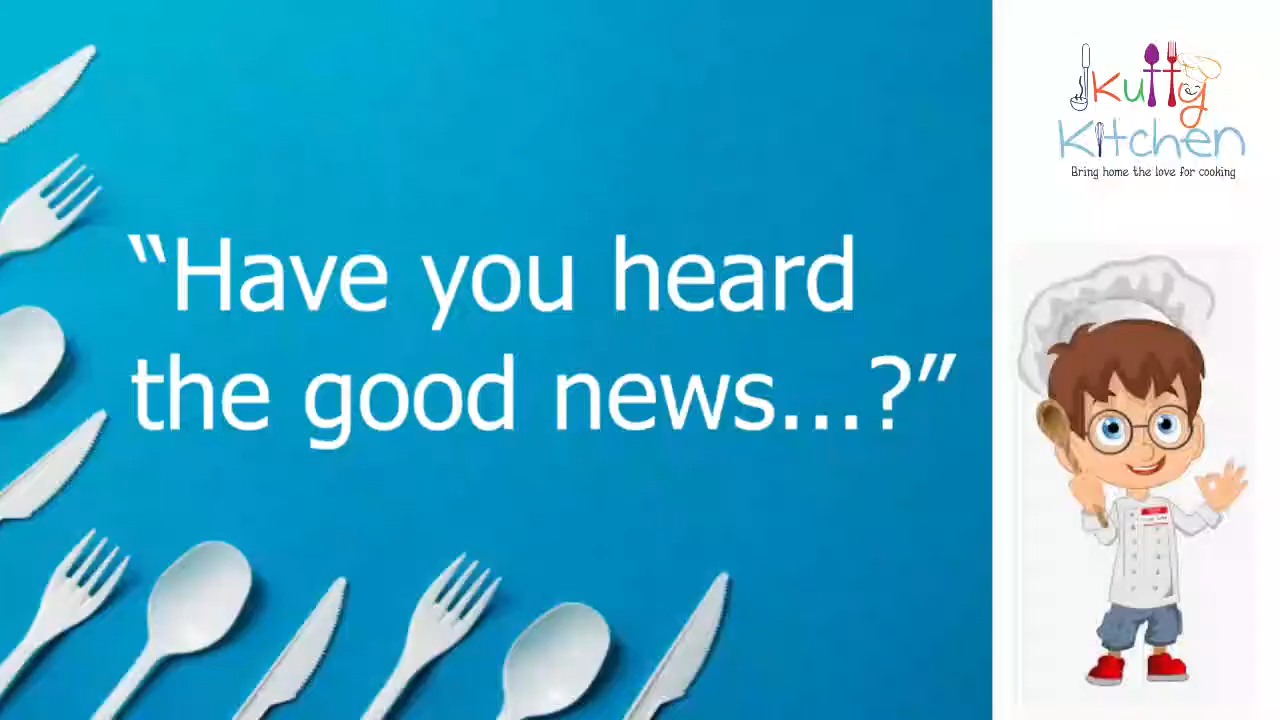 “Have you heard
the good news...?”
Kutty
Kitchen
Bring home the love for cooking